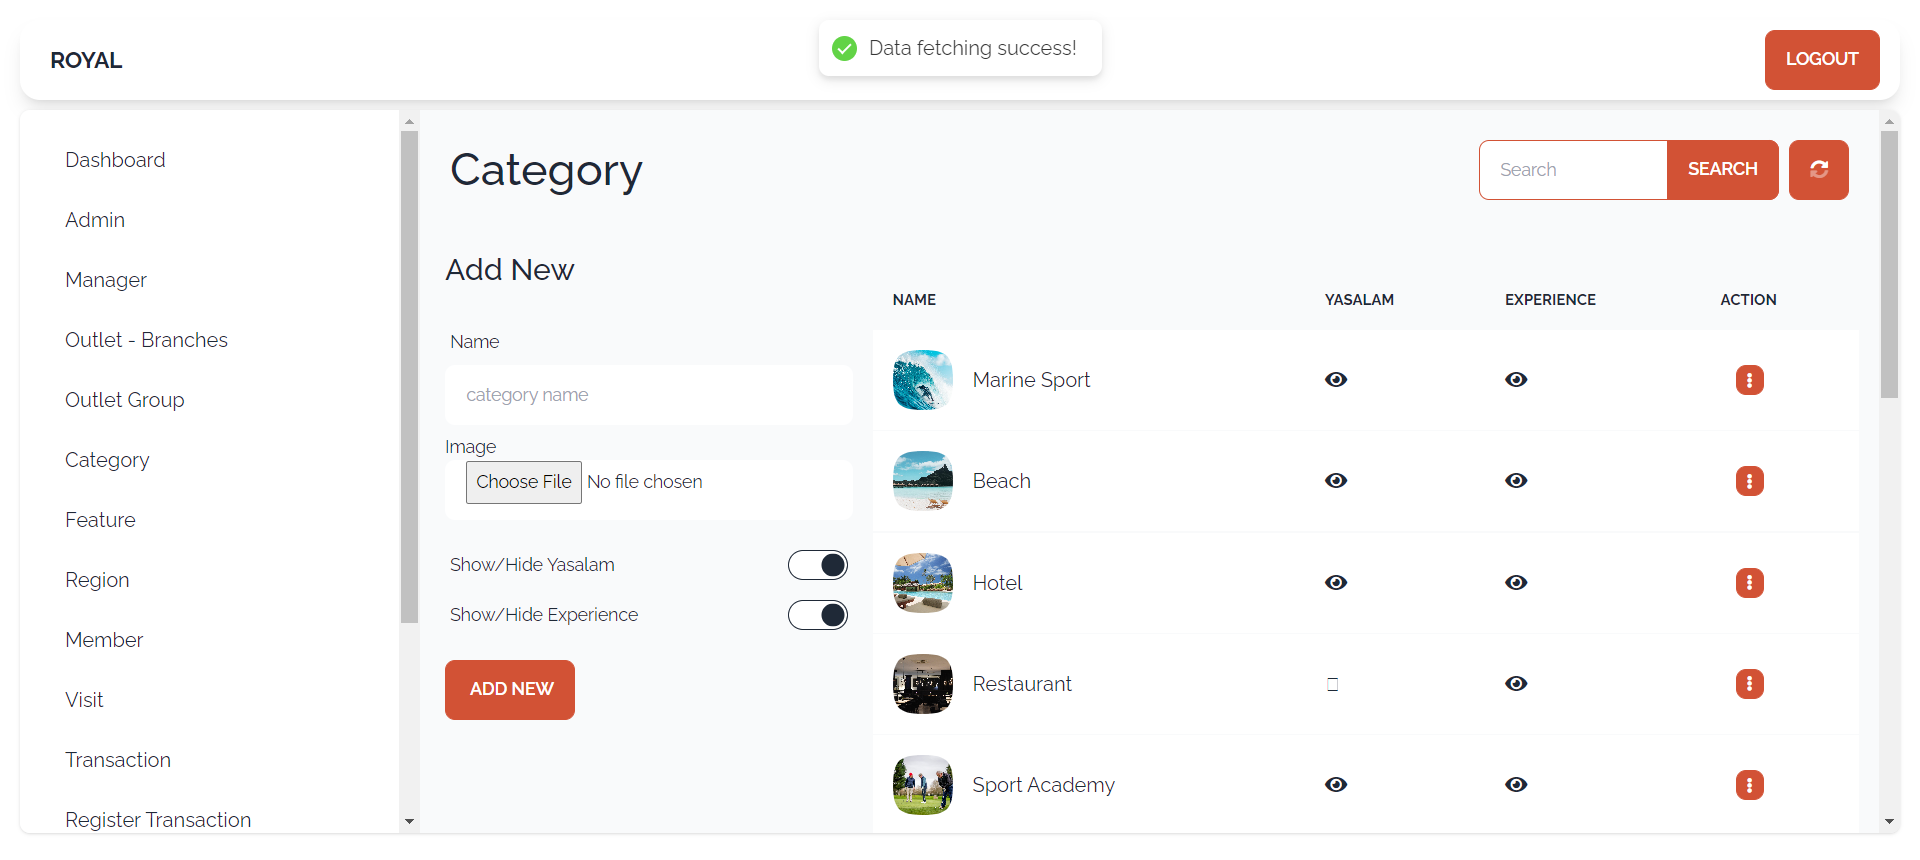 ROYAL
Data fetching success!
LOGOUT
Dashboard
Admin
Manager
Outlet - Branches
Outlet Group
Category
Feature
Region
Member
Visit
Transaction
Register Transaction
Category
Search
SEARCH
Add New
Name
category name
Image
Choose File No file chosen
Show/Hide Yasalam
Show/Hide Experience
ADD NEW
NAME YASALAM EXPERIENCE ACTION
Marine Sport
Beach
Hotel
Restaurant
Sport Academy